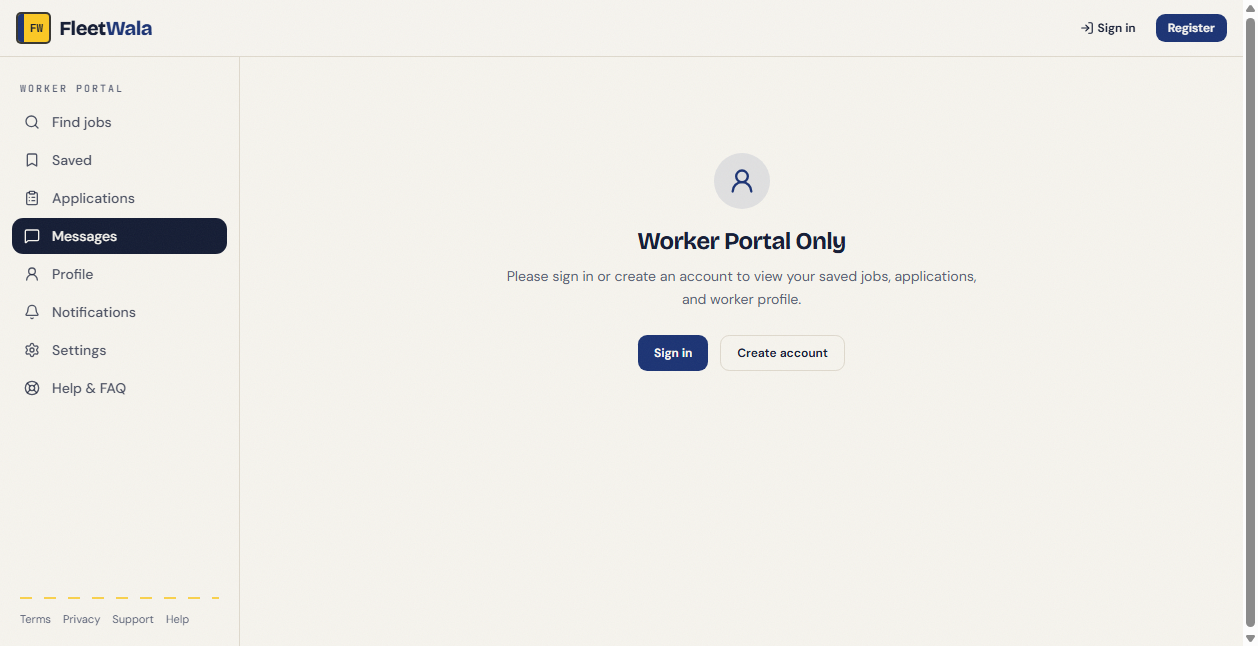 FW FleetWala
Sign in
Register
WORKER PORTAL
Find jobs
Saved
Applications
Messages
Profile
Notifications
Settings
Help & FAQ
Worker Portal Only
Please sign in or create an account to view your saved jobs, applications,
and worker profile.
Sign in
Create account
Terms Privacy Support Help